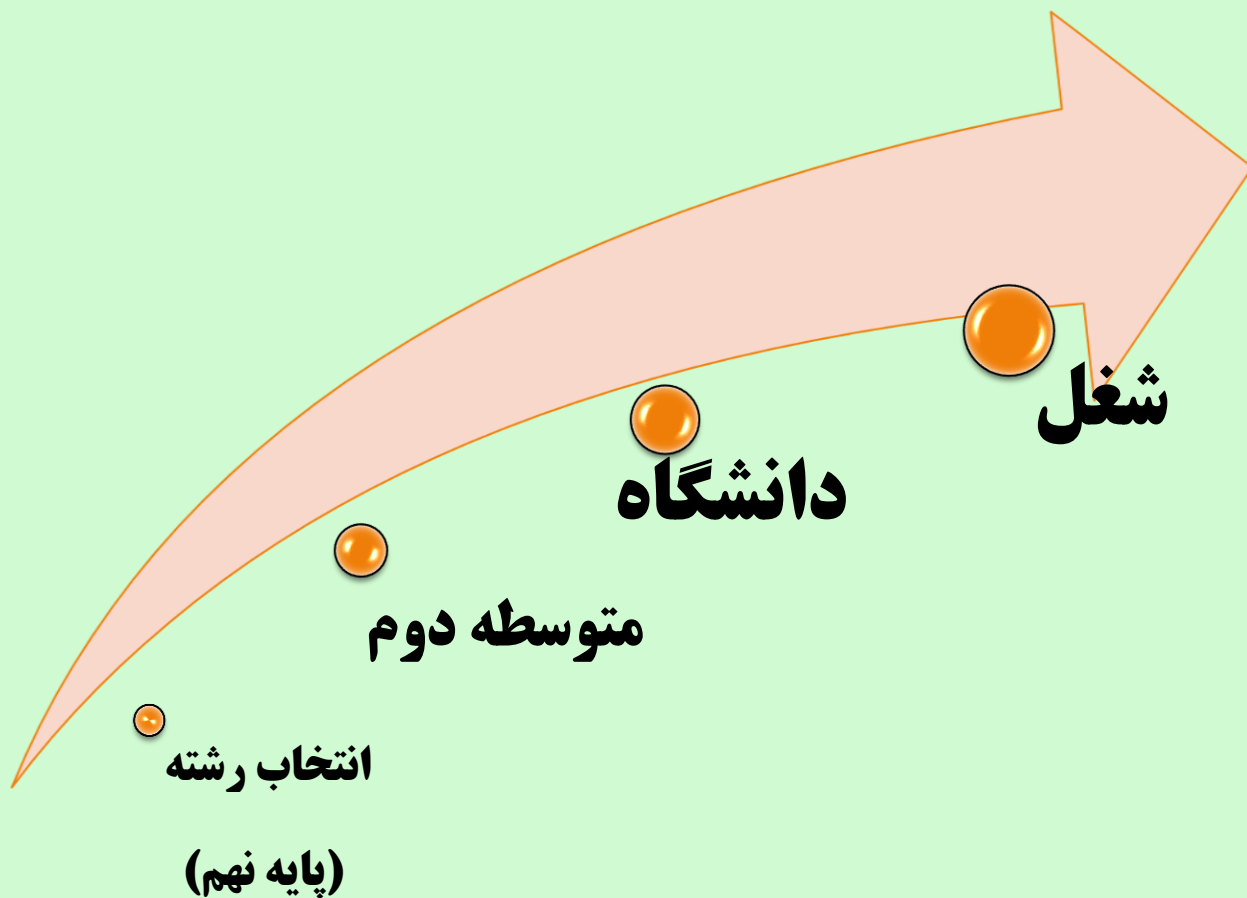 شغل
دانشگاه
متوسطه دوم
انتخاب رشته
(پایه نهم)